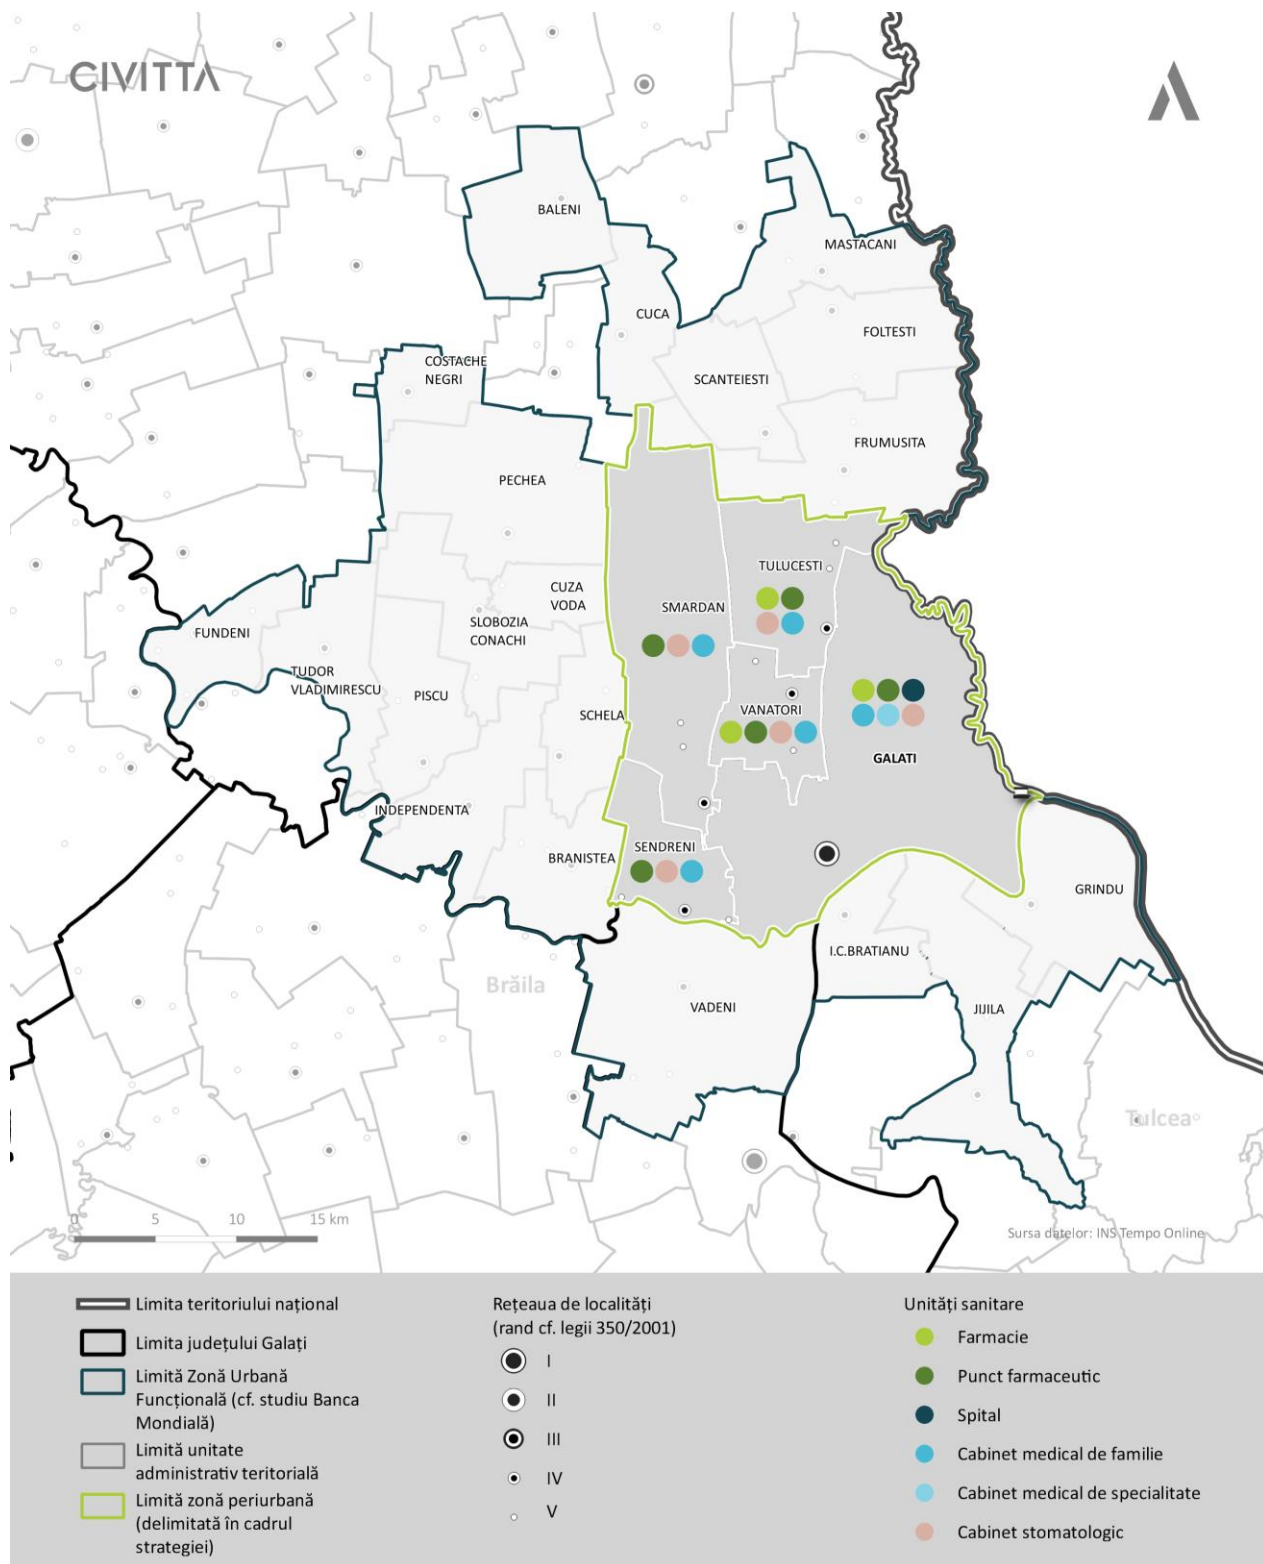 CIVITTA
BALENI
MASTACANI
CUCA
FOLTESTI
COSTACHE
NEGRI
SCANTEIESTI
FRUMUSITA
PECHEA
TULUCESTI
CUZA
VODA
SMARDAN
SLOBOZIA
CONACHI
FUNDENI
TUDOR
VLADIMIRESCU
PISCU
SCHELA
VANATORI
GALATI
INDEPENDENTA
SENDRENI
BRANISTEA
GRINDU
I.C.BRATIANU
Brăila
VADENI
JIJILA
Tulcea
0 5 10 15 km
Sursa datelor: INS Tempo Online
Limita teritoriului național
Limita județului Galați
Limită Zonă Urbană
Funcțională (cf. studiu Banca
Mondială)
Limită unitate
administrativ teritorială
Limită zonă periurbană
(delimitată în cadrul
strategiei)
Rețeaua de localități
(rand cf. legii 350/2001)
I
II
III
IV
V
Unități sanitare
Farmacie
Punct farmaceutic
Spital
Cabinet medical de familie
Cabinet medical de specialitate
Cabinet stomatologic